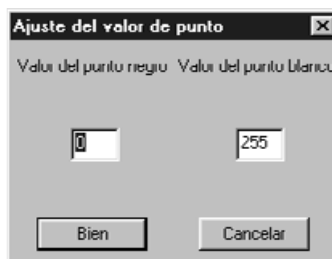 Ajuste del valor de punto
Valor del punto negro Valor del punto blanco
0 255
Bien Cancelar